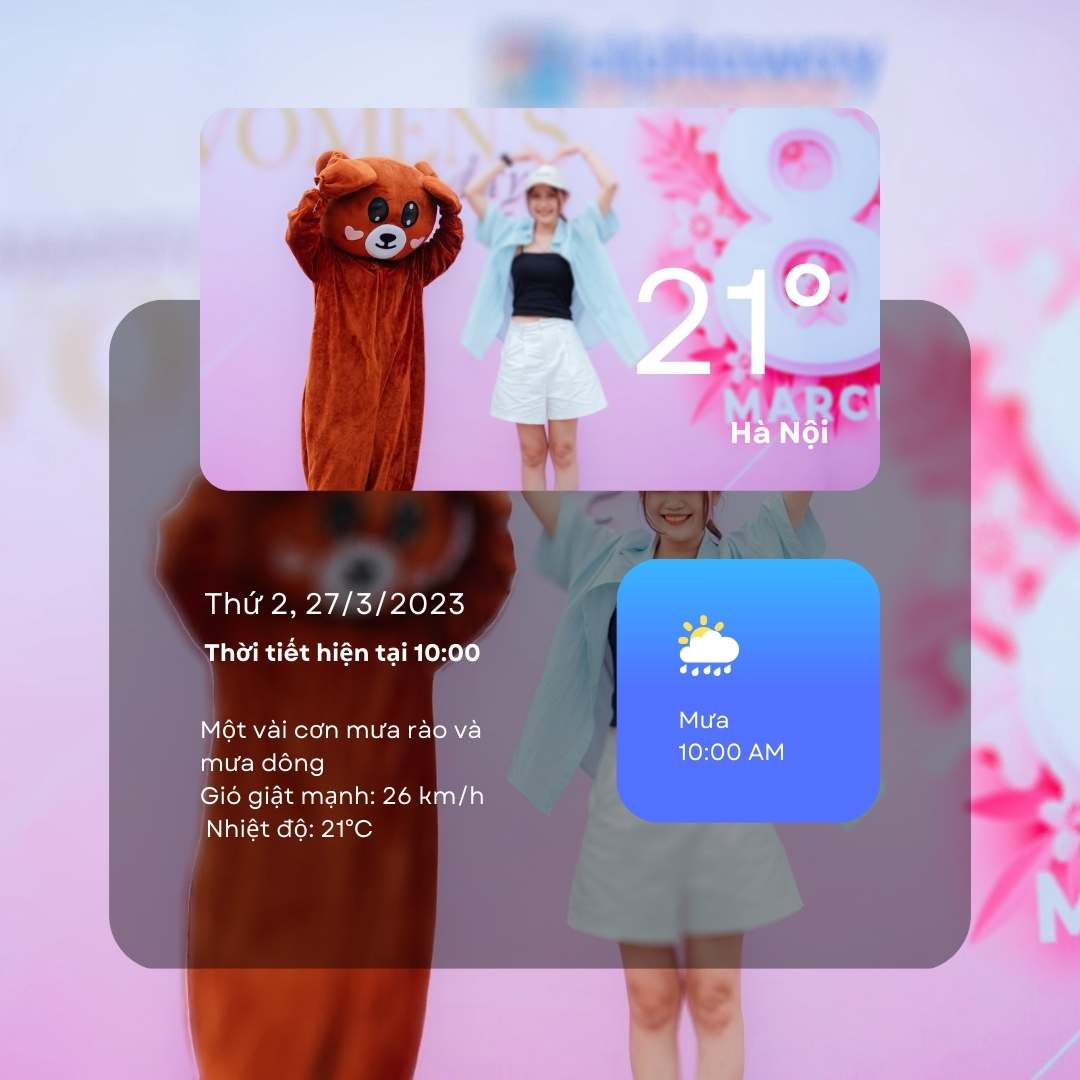 WOMEN'S
8
21°
MARCH
Hà Nội
Thứ 2, 27/3/2023
Thời tiết hiện tại 10:00
Một vài cơn mưa rào và
mưa dông
Gió giật mạnh: 26 km/h
Nhiệt độ: 21°C
Mưa
10:00 AM